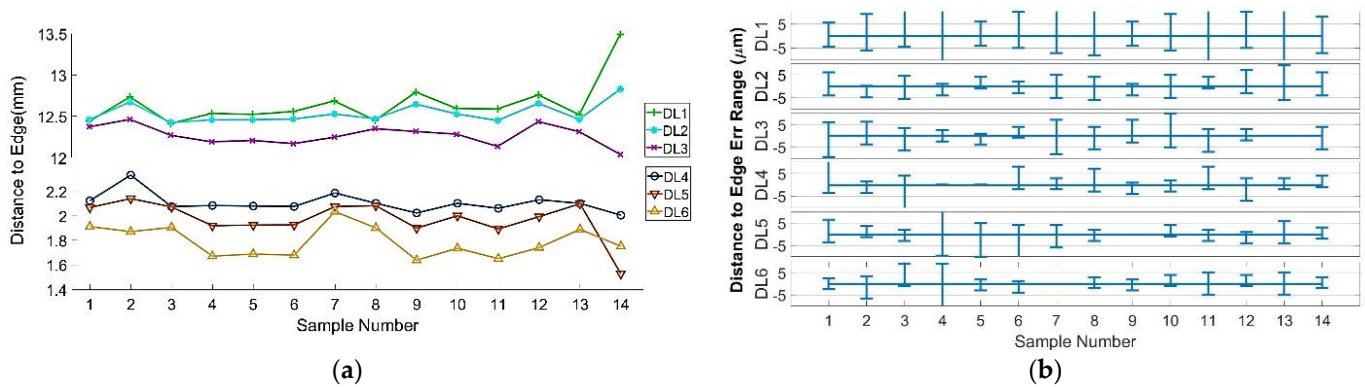 13.5
13
12.5
12
2.2
2
1.8
1.6
1.4
Distance to Edge(mm)
DL1
DL2
DL3
DL4
DL5
DL6
1 2 3 4 5 6 7 8 9 10 11 12 13 14
Sample Number
(a)
Distance to Edge Err Range (μm)
DL1
5
-5
DL2
5
-5
DL3
5
-5
DL4
5
-5
DL5
5
-5
DL6
5
-5
1 2 3 4 5 6 7 8 9 10 11 12 13 14
Sample Number
(b)